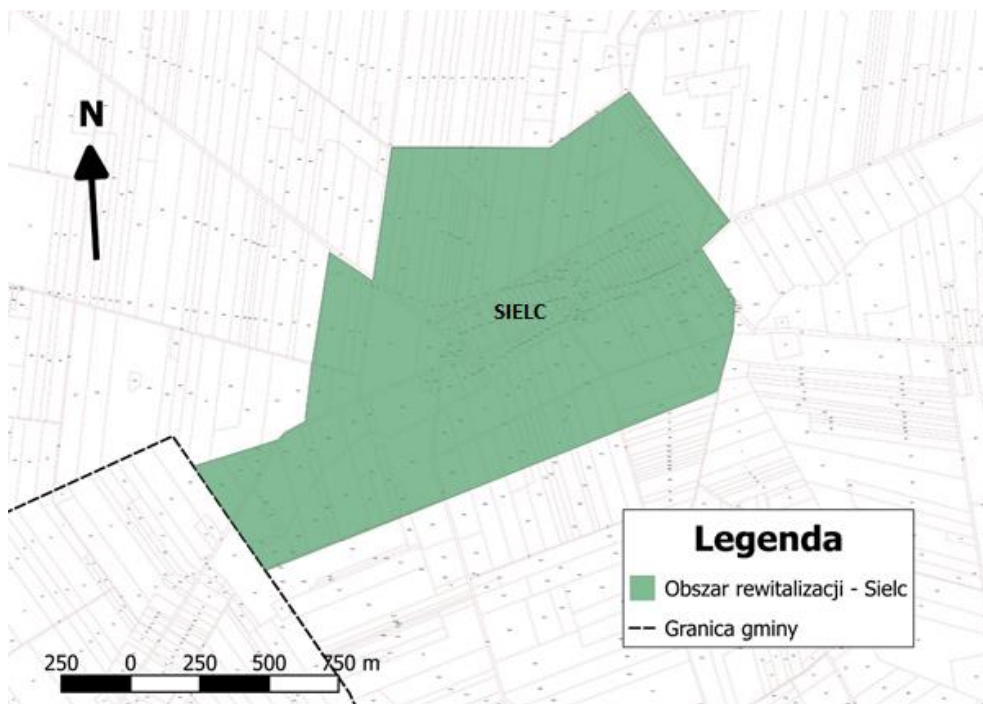 N
SIELC
Legenda
Obszar rewitalizacji - Sielc
Granica gminy
250 0 250 500 750 m